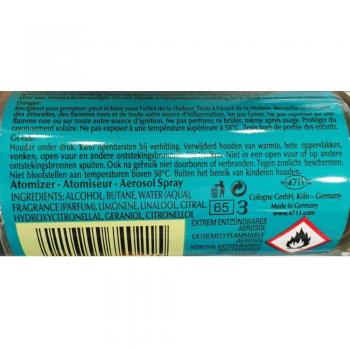 Danger:
Récipient sous pression: peut éclater sous l'effet de la chaleur. Tenir à l'écart de la chaleur, des surfaces
des étincelles, des flammes nues et de toute autre source d'inflammation. Ne pas fumer. Ne pas vaporiser sur une
flamme nue ou sur toute autre source d'ignition. Ne pas perforer, ni brûler, même après usage. Protéger du
rayonnement solaire. Ne pas exposer à une température supérieure à 50°C. Tenir hors de portée des enfants.
Gevaar:
Houder onder druk: kan openbarsten bij verhitting. Verwijderd houden van warmte, hete oppervlakken,
vonken, open vuur en andere ontstekingsbronnen. Niet roken. Niet in een open vuur of op andere
ontstekingsbronnen spuiten. Ook na gebruik niet doorboren of verbranden. Tegen zonlicht beschermen.
Niet blootstellen aan temperaturen boven 50°C. Buiten het bereik van kinderen houden.
Atomizer - Atomiseur - Aerosol Spray
INGREDIENTS: ALCOHOL, BUTANE, WATER (AQUA),
FRAGRANCE (PARFUM), LIMONENE, LINALOOL, CITRAL,
HYDROXYCITRONELLAL, GERANIOL, CITRONELLOL
4711
Cologne GmbH, Köln - Germany
Made in Germany
www.4711.com
65 3
EXTREM ENTZÜNDBARES
AEROSOL
EXTREMELY FLAMMABLE
AEROSOL
AÉROSOL EXTRÊMEMENT